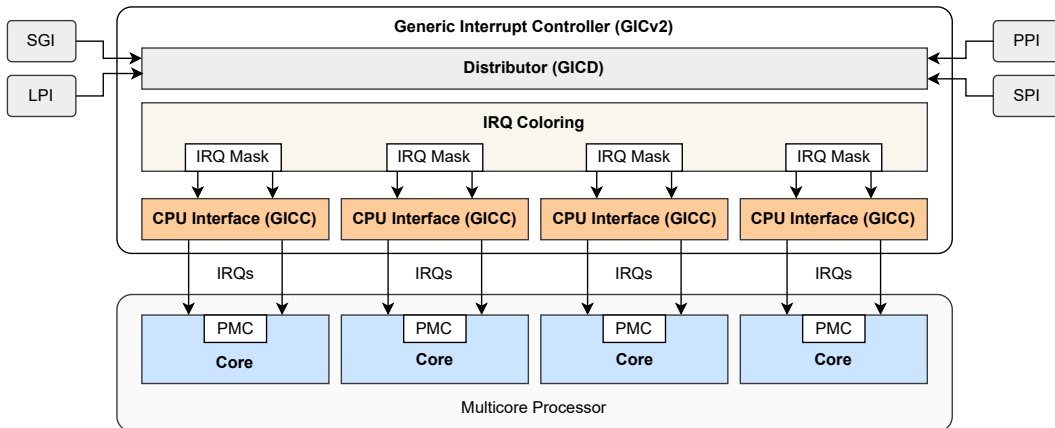 Generic Interrupt Controller (GICv2)
SGI
PPI
Distributor (GICD)
LPI
SPI
IRQ Coloring
IRQ Mask
IRQ Mask
IRQ Mask
IRQ Mask
CPU Interface (GICC)
CPU Interface (GICC)
CPU Interface (GICC)
CPU Interface (GICC)
IRQs
IRQs
IRQs
IRQs
PMC
PMC
PMC
PMC
Core
Core
Core
Core
Multicore Processor